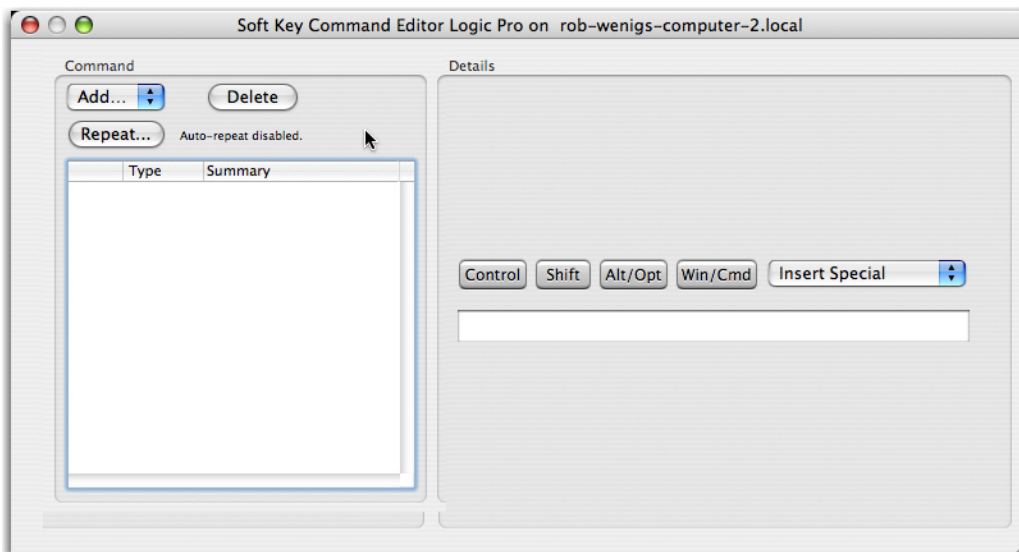 Soft Key Command Editor Logic Pro on rob-wenigs-computer-2.local
Command
Add...
Delete
Repeat...
Auto-repeat disabled.
Type
Summary
Details
Control
Shift
Alt/Opt
Win/Cmd
Insert Special